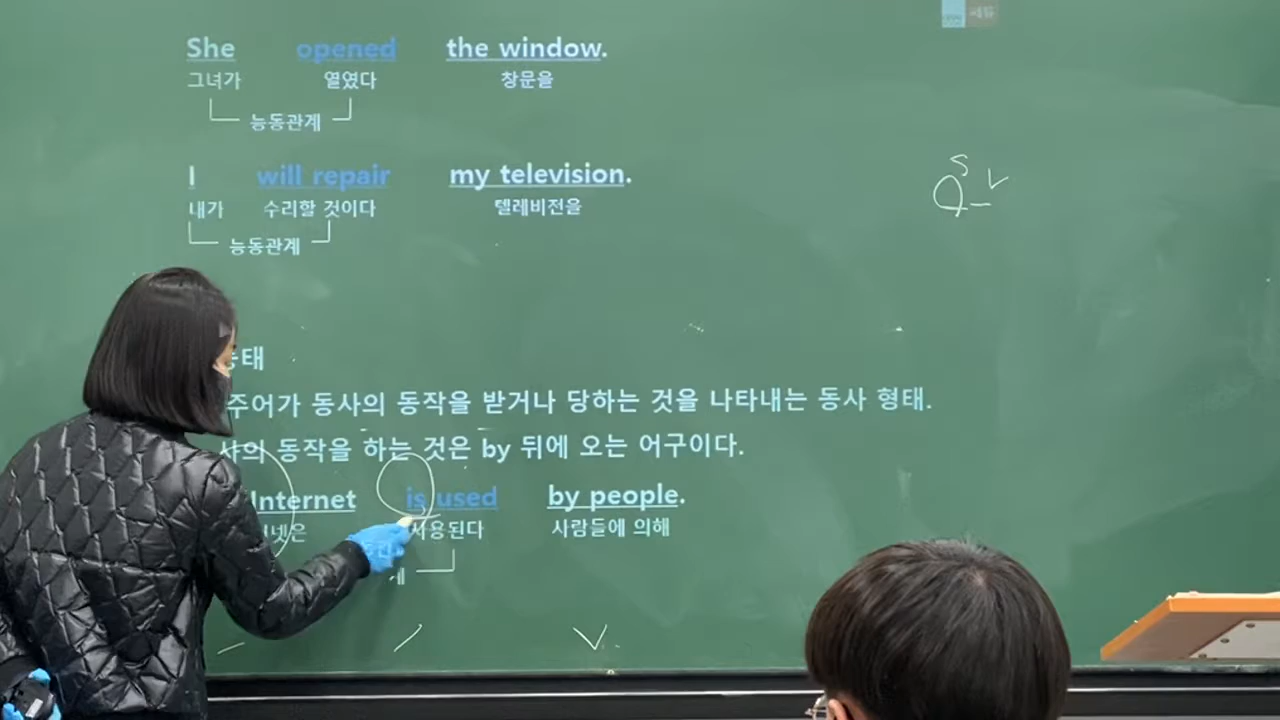 She opened the window.
그녀가 열였다 창문을
능동관계
I will repair my television.
내가 수리할 것이다 텔레비전을
능동관계
S V
동태
주어가 동사의 동작을 받거나 당하는 것을 나타내는 동사 형태.
사의 동작을 하는 것은 by 뒤에 오는 어구이다.
Internet is used by people.
넷은 사용된다 사람들에 의해